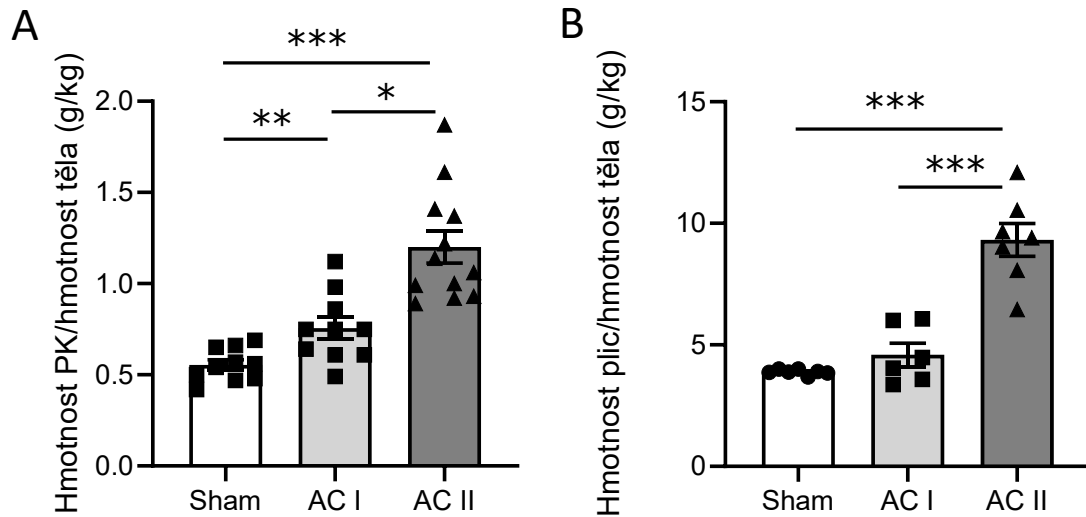 A
Hmotnost PK/hmotnost těla (g/kg)
2.0
1.5
1.0
0.5
0.0
***
**
*
Sham
AC I
AC II
B
Hmotnost plic/hmotnost těla (g/kg)
15
10
5
0
***
***
Sham
AC I
AC II